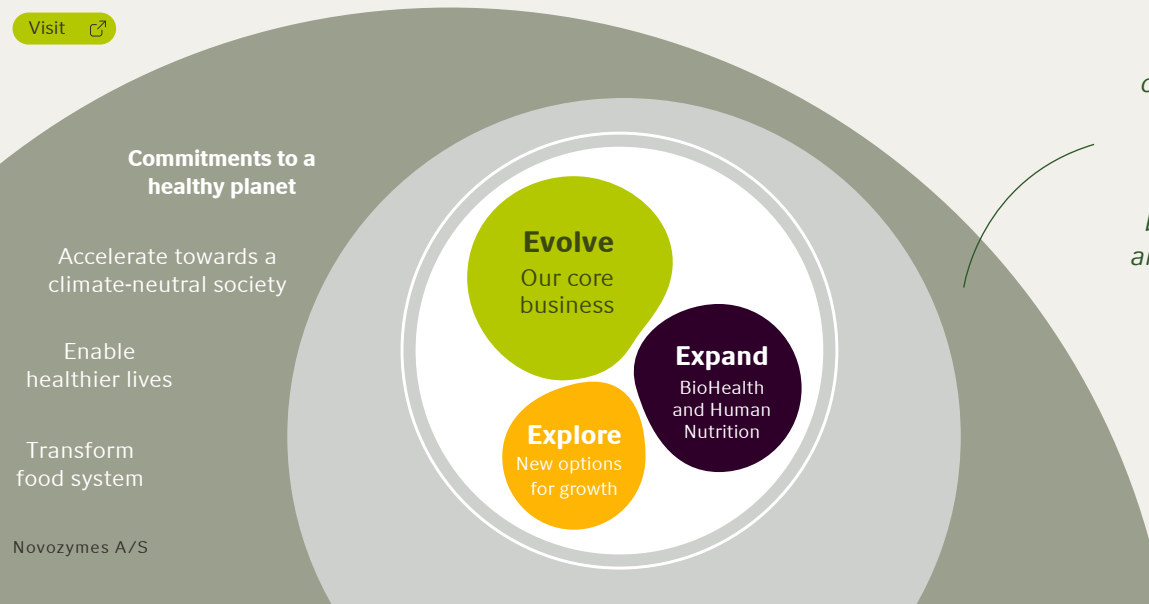 Visit
Commitments to a
healthy planet
Accelerate towards a
climate-neutral society
Enable
healthier lives
Transform
food system
Novozymes A/S
Evolve
Our core
business
Expand
BioHealth
and Human
Nutrition
Explore
New options
for growth